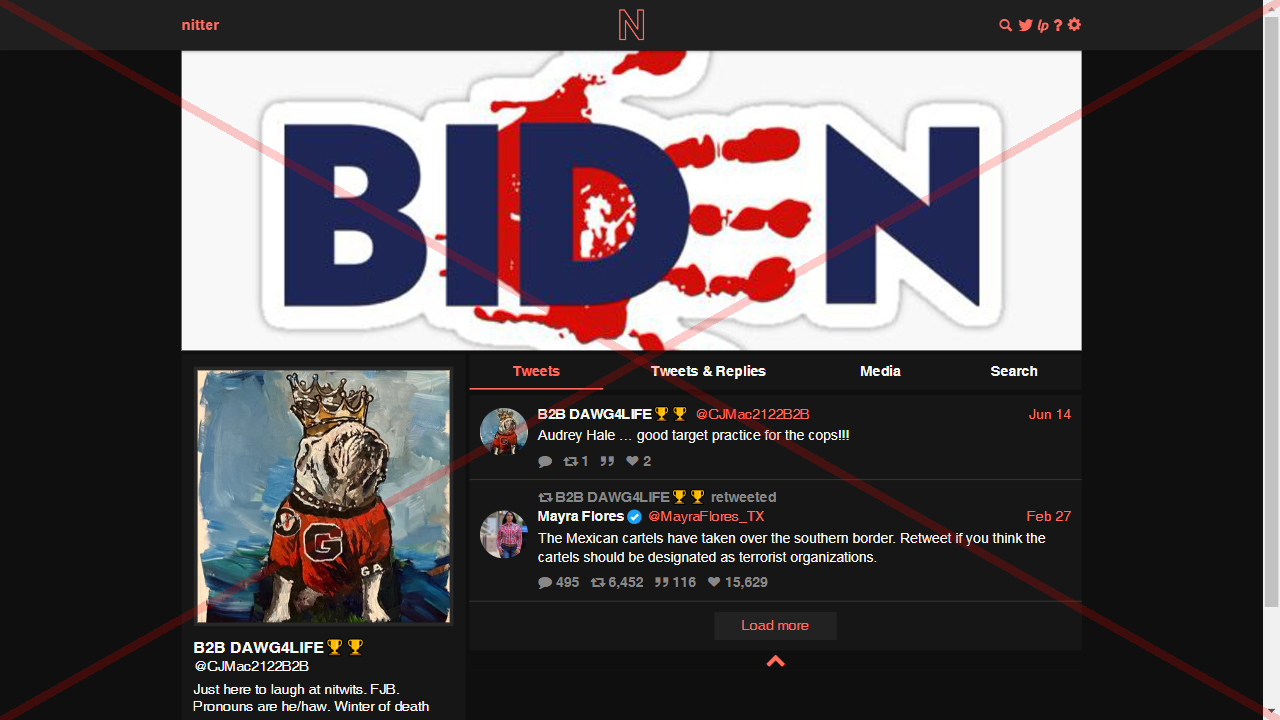 nitter
N
lp ?
BIDEN
Tweets
Tweets & Replies
Media
Search
B2B DAWG4LIFE🏆🏆 @CJMac2122B2B
Jun 14
Audrey Hale … good target practice for the cops!!!
1
2
B2B DAWG4LIFE🏆🏆 retweeted
Mayra Flores @MayraFlores_TX
Feb 27
The Mexican cartels have taken over the southern border. Retweet if you think the
cartels should be designated as terrorist organizations.
495 6,452 116 15,629
Load more
G
GA
B2B DAWG4LIFE🏆🏆
@CJMac2122B2B
Just here to laugh at nitwits. FJB.
Pronouns are he/haw. Winter of death